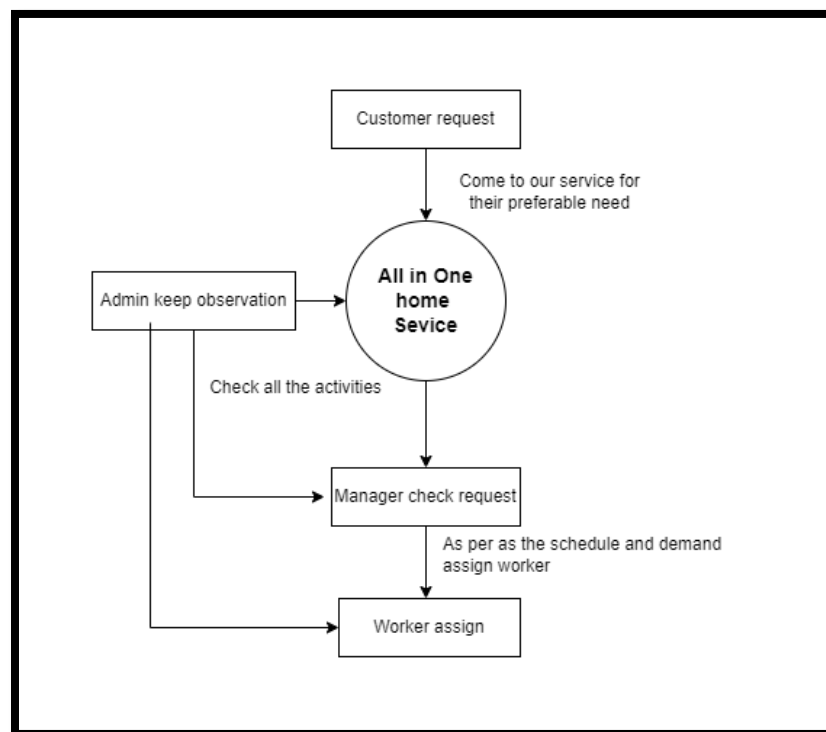 Customer request
Come to our service for
their preferable need
All in One
home
Sevice
Admin keep observation
Check all the activities
Manager check request
As per as the schedule and demand
assign worker
Worker assign